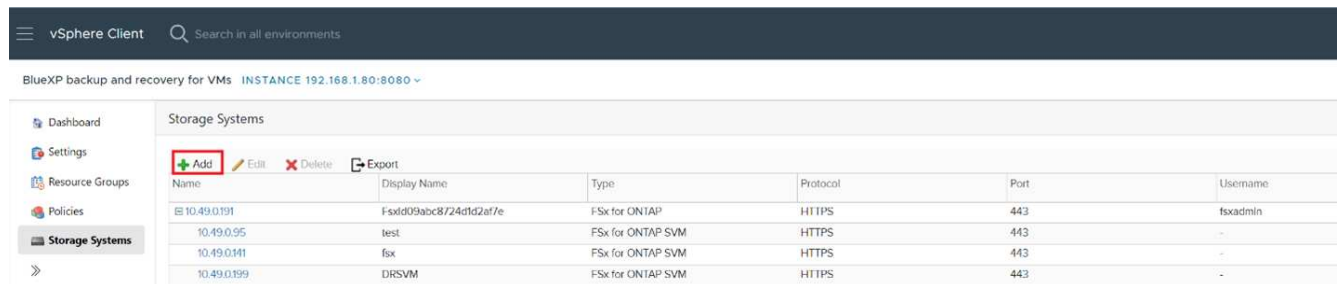 vSphere Client Search in all environments
BlueXP backup and recovery for VMs INSTANCE 192.168.1.80:8080
Dashboard
Settings
Resource Groups
Policies
Storage Systems
Storage Systems
Add Edit Delete Export
Name Display Name Type Protocol Port Username
10.49.0.191 FsxId09abc8724d1d2af7e FSx for ONTAP HTTPS 443 fsxadmin
10.49.0.95 test FSx for ONTAP SVM HTTPS 443 -
10.49.0.141 fsx FSx for ONTAP SVM HTTPS 443 -
10.49.0.199 DRSVM FSx for ONTAP SVM HTTPS 443 -